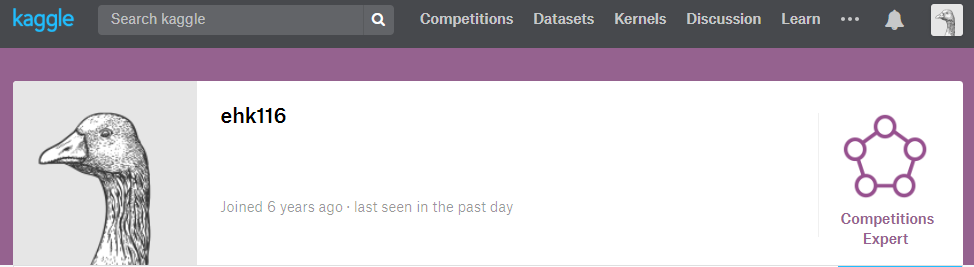 kaggle Search kaggle Competitions Datasets Kernels Discussion Learn •••
ehk116
Joined 6 years ago · last seen in the past day
Competitions
Expert